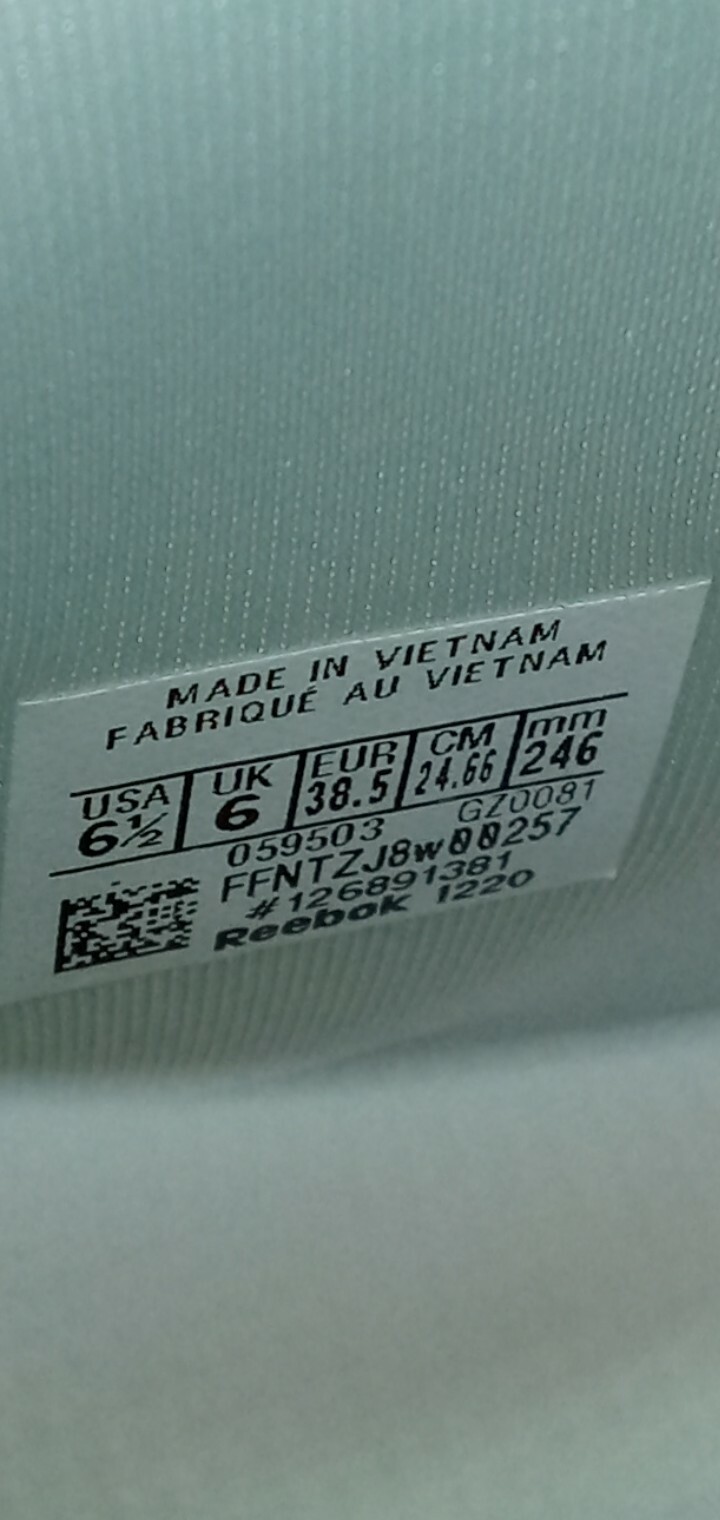 MADE IN VIETNAM
FABRIQUÉ AU VIETNAM
USA UK EUR CM mm
6½ 6 38.5 24.66 246
059503 GZ0081
FFNTZJ8w00257
#126891381
Reebok 1220